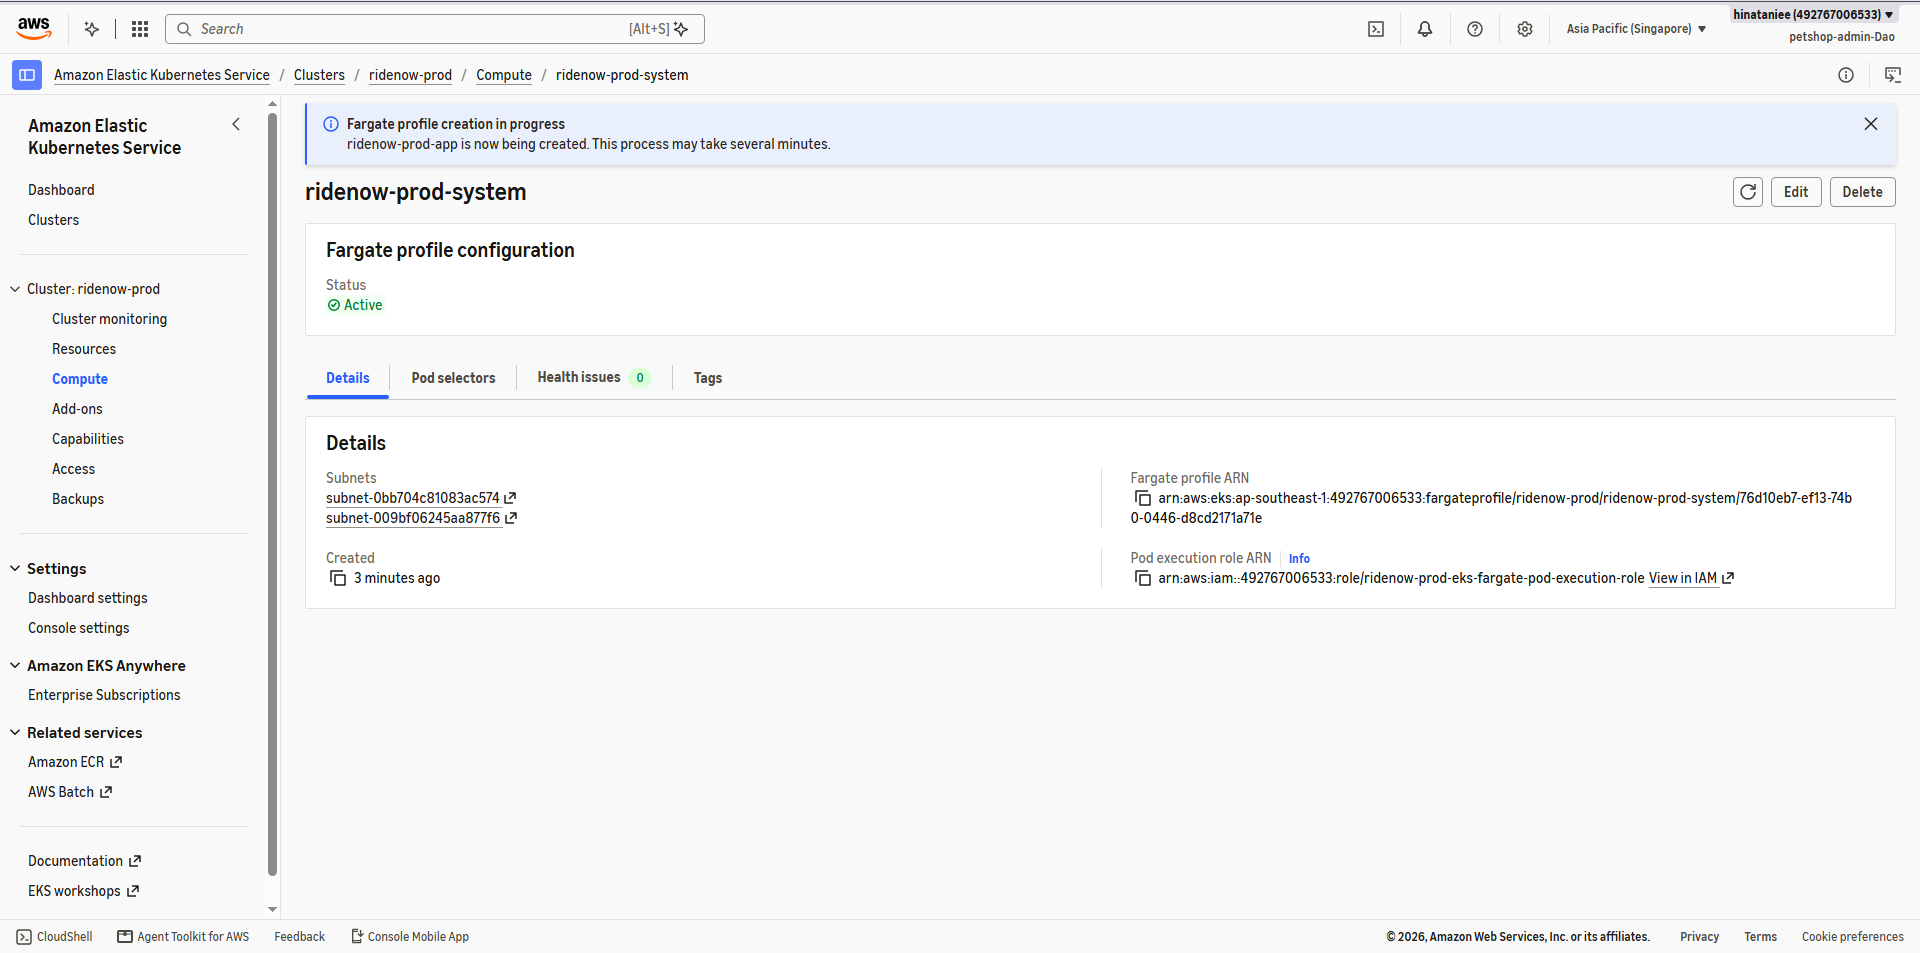 aws
Search
[Alt+S]
Asia Pacific (Singapore)
hinataniee (492767006533)
petshop-admin-Dao
Amazon Elastic Kubernetes Service / Clusters / ridenow-prod / Compute / ridenow-prod-system
Amazon Elastic
Kubernetes Service
Dashboard
Clusters
Cluster: ridenow-prod
Cluster monitoring
Resources
Compute
Add-ons
Capabilities
Access
Backups
Settings
Dashboard settings
Console settings
Amazon EKS Anywhere
Enterprise Subscriptions
Related services
Amazon ECR
AWS Batch
Documentation
EKS workshops
Fargate profile creation in progress
ridenow-prod-app is now being created. This process may take several minutes.
ridenow-prod-system
Edit
Delete
Fargate profile configuration
Status
Active
Details
Pod selectors
Health issues 0
Tags
Details
Subnets
subnet-0bb704c81083ac574
subnet-009bf06245aa877f6
Created
3 minutes ago
Fargate profile ARN
arn:aws:eks:ap-southeast-1:492767006533:fargateprofile/ridenow-prod/ridenow-prod-system/76d10eb7-ef13-74b
0-0446-d8cd2171a71e
Pod execution role ARN Info
arn:aws:iam::492767006533:role/ridenow-prod-eks-fargate-pod-execution-role View in IAM
CloudShell
Agent Toolkit for AWS
Feedback
Console Mobile App
© 2026, Amazon Web Services, Inc. or its affiliates.
Privacy
Terms
Cookie preferences